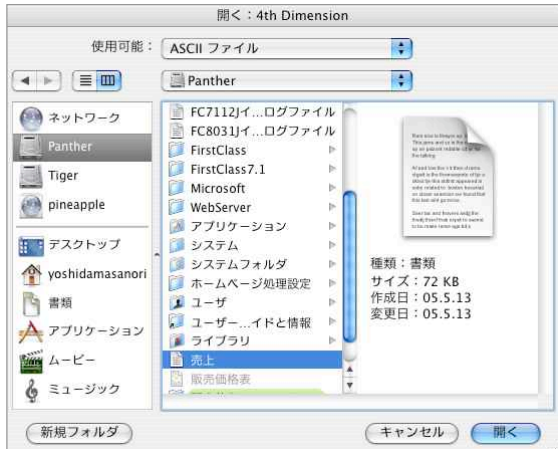 開く：4th Dimension
使用可能： ASCII ファイル
Panther
ネットワーク
Panther
Tiger
pineapple
デスクトップ
yoshidamasanori
書類
アプリケーション
ムービー
ミュージック
FC7112Jイ...ログファイル
FC8031Jイ...ログファイル
FirstClass
FirstClass7.1
Microsoft
WebServer
アプリケーション
システム
システムフォルダ
ホームページ処理設定
ユーザ
ユーザー...イドと情報
ライブラリ
売上
販売価格表
種類：書類
サイズ：72 KB
作成日：05.5.13
変更日：05.5.13
新規フォルダ
キャンセル
開く